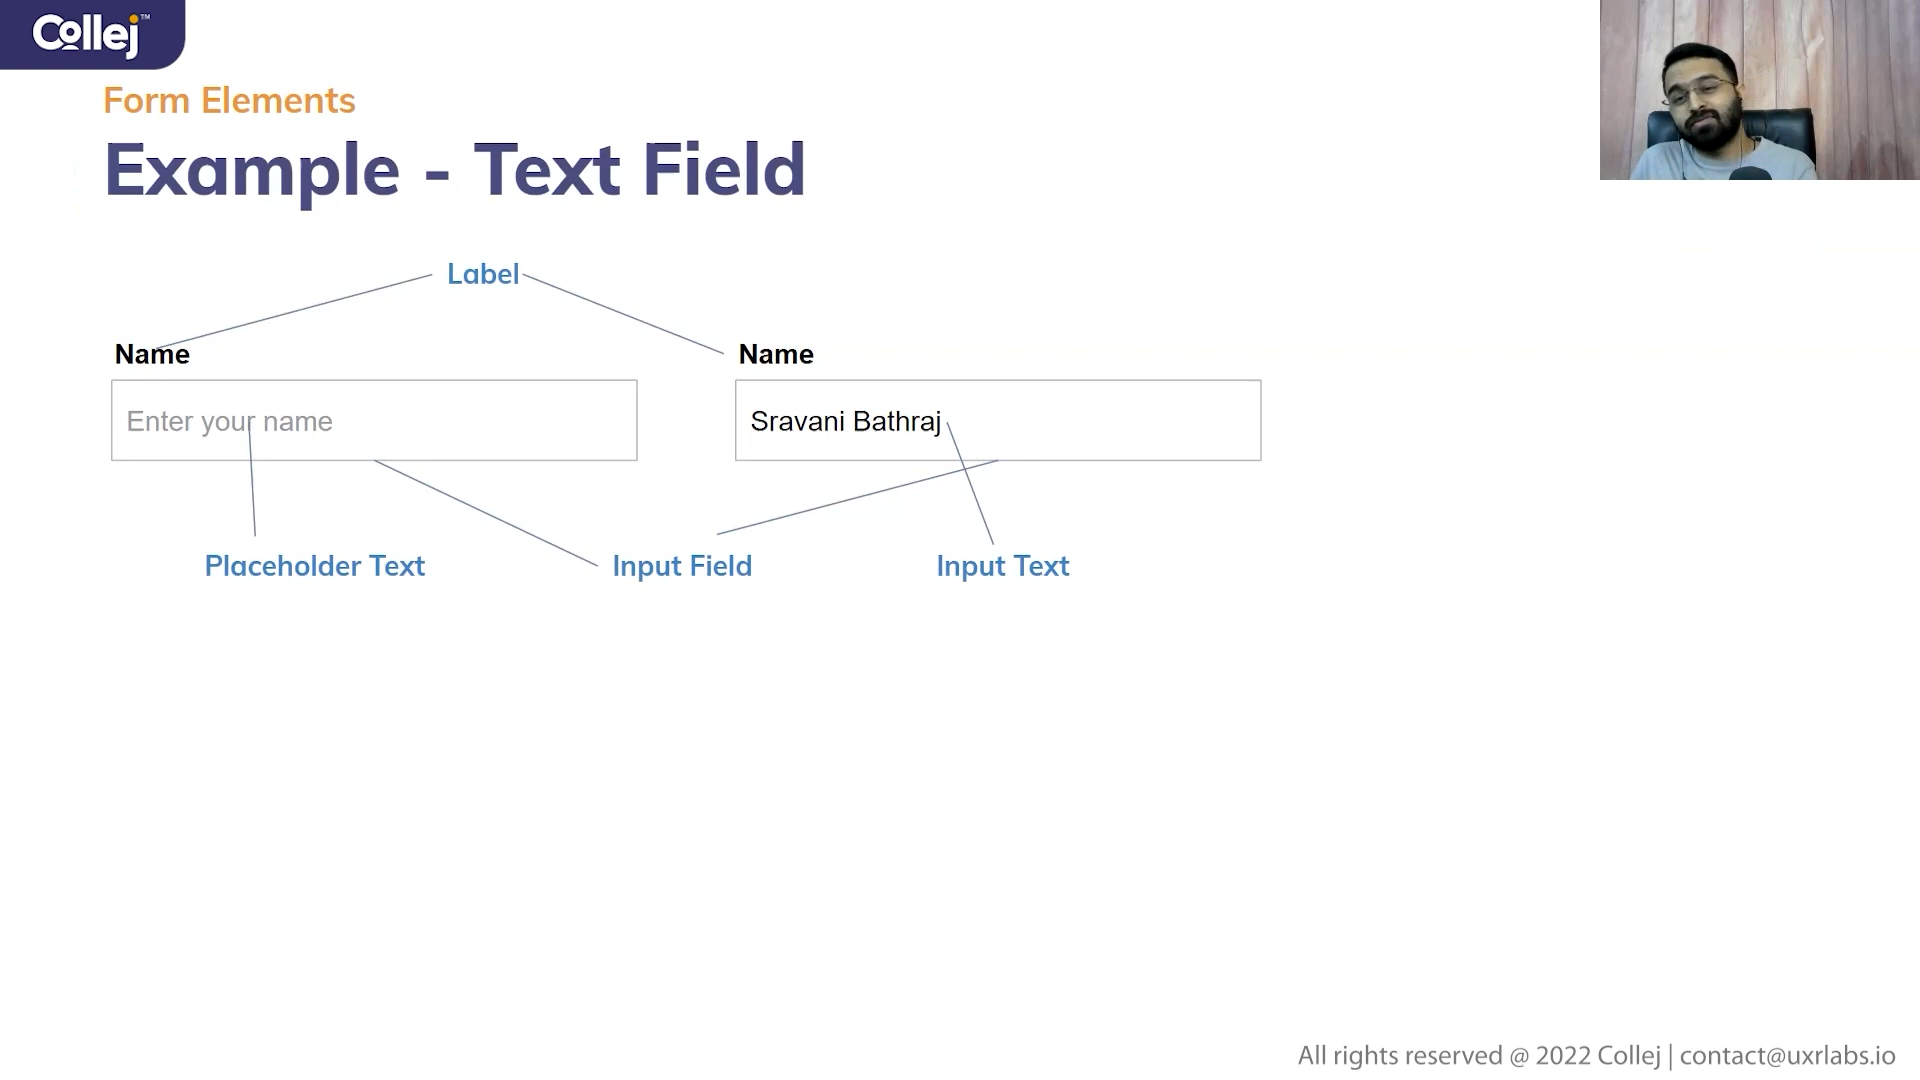 Collej™
Form Elements
Example - Text Field
Label
Name
Name
Enter your name
Sravani Bathraj
Placeholder Text
Input Field
Input Text
All rights reserved @ 2022 Collej | contact@uxrlabs.io